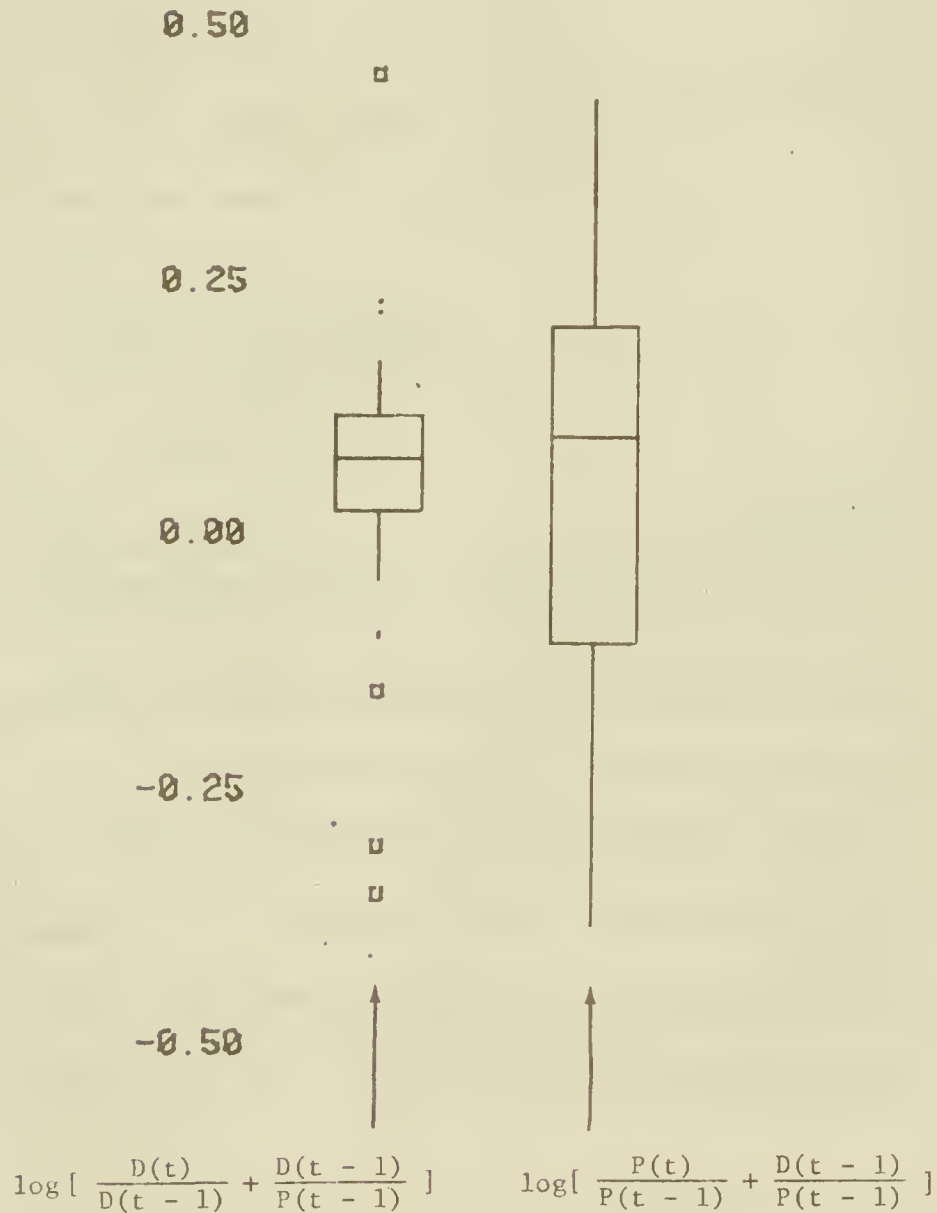 0.50
0.25
0.00
-0.25
-0.50
log[ D(t)/D(t - 1) + D(t - 1)/P(t - 1) ]
log[ P(t)/P(t - 1) + D(t - 1)/P(t - 1) ]